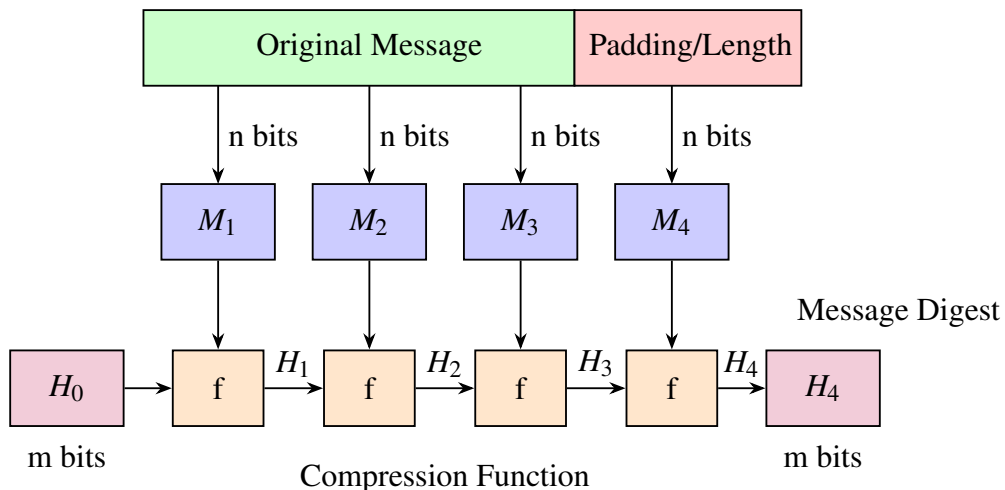 Original Message Padding/Length
n bits n bits n bits n bits
M₁ M₂ M₃ M₄
Message Digest
H₀ f H₁ f H₂ f H₃ f H₄ H₄
m bits m bits
Compression Function